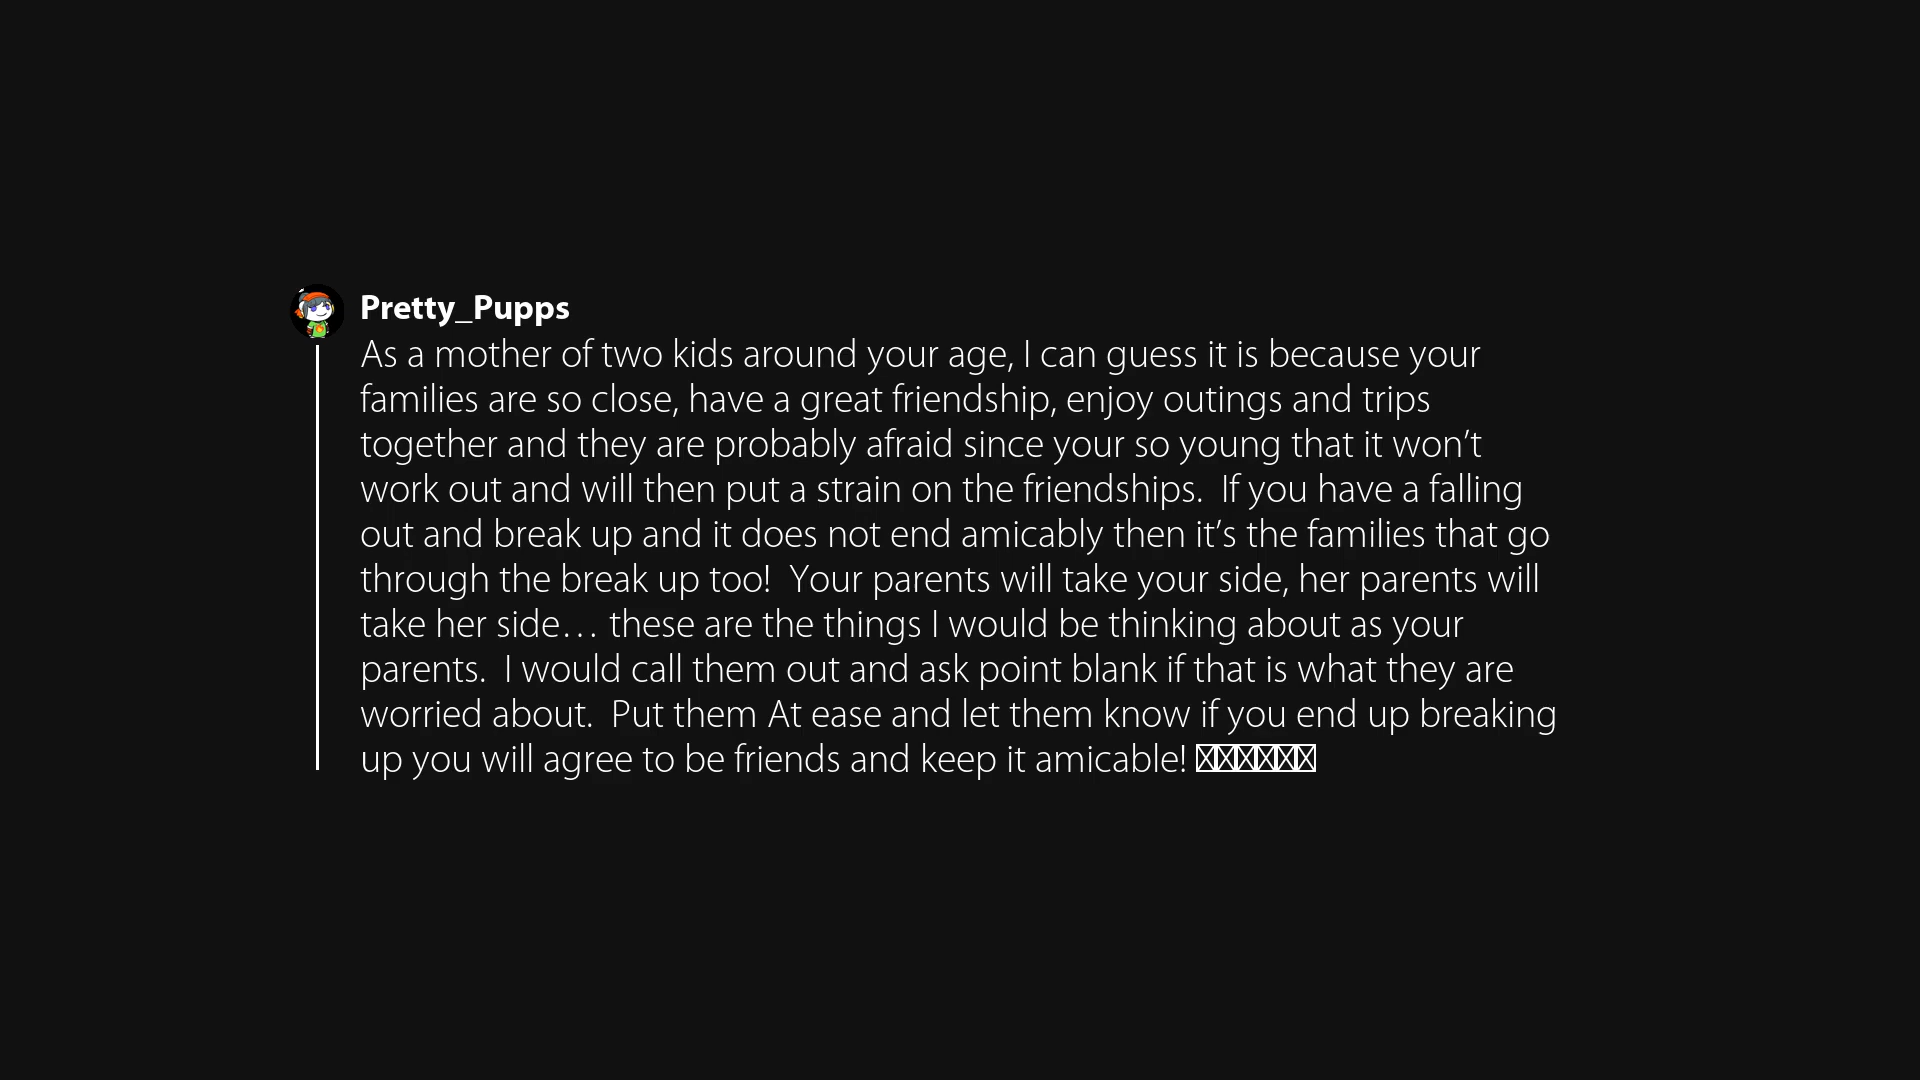 Pretty_Pupps
As a mother of two kids around your age, I can guess it is because your
families are so close, have a great friendship, enjoy outings and trips
together and they are probably afraid since your so young that it won’t
work out and will then put a strain on the friendships.  If you have a falling
out and break up and it does not end amicably then it’s the families that go
through the break up too!  Your parents will take your side, her parents will
take her side… these are the things I would be thinking about as your
parents.  I would call them out and ask point blank if that is what they are
worried about.  Put them At ease and let them know if you end up breaking
up you will agree to be friends and keep it amicable!